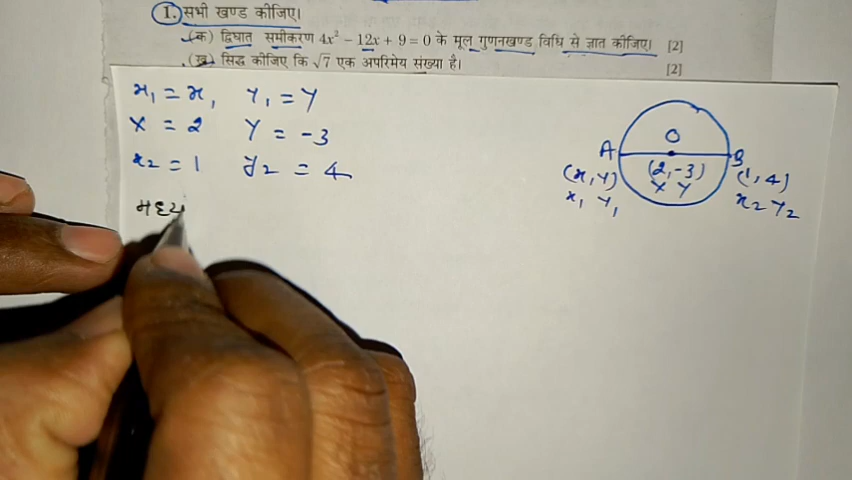 1. सभी खण्ड कीजिए।
(क) द्विघात समीकरण 4x² − 12x + 9 = 0 के मूल गुणनखण्ड विधि से ज्ञात कीजिए। [2]
(ख) सिद्ध कीजिए कि √7 एक अपरिमेय संख्या है। [2]
x₁ = x, y₁ = y
X = 2 Y = -3
x₂ = 1 y₂ = 4
मध्य
O
A B
(x, y) (2, -3) (1, 4)
x₁ y₁ X Y x₂ y₂